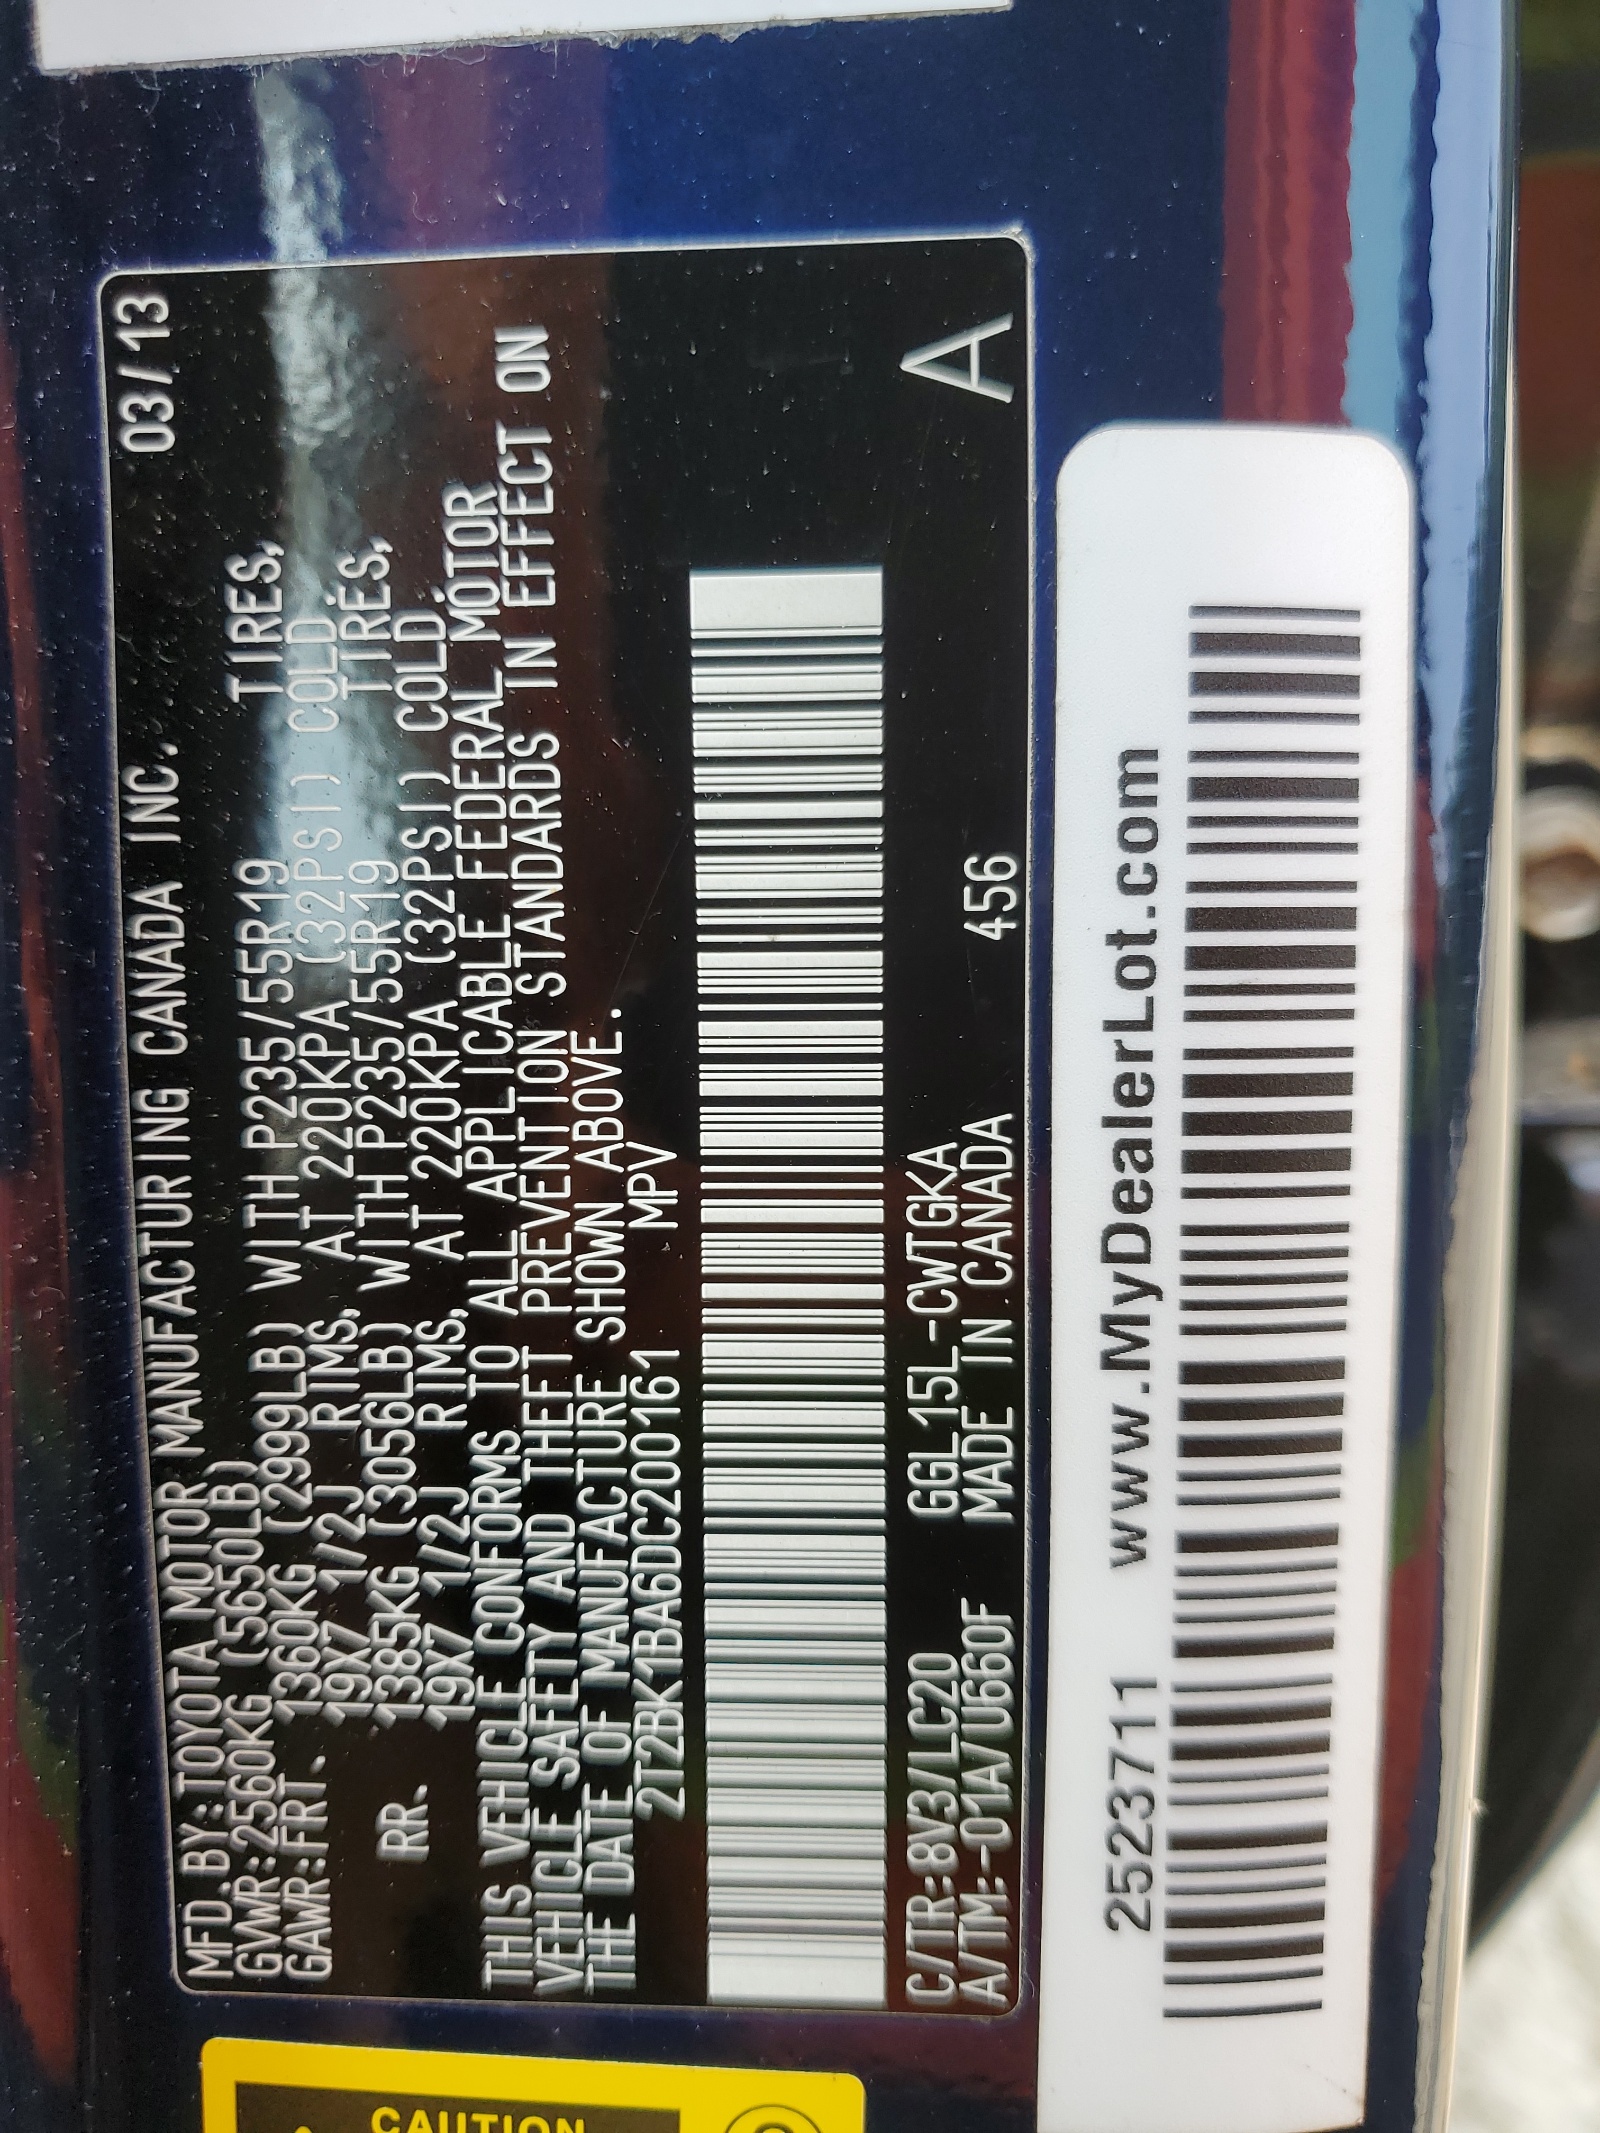 MFD.BY:TOYOTA MOTOR MANUFACTURING CANADA INC. 03/13
GVWR:2560KG (5650LB)
GAWR:FRT. 1360KG (2999LB) WITH P235/55R19 TIRES,
19X7 1/2J RIMS, AT 220KPA (32PSI) COLD
RR. 1385KG (3056LB) WITH P235/55R19 TIRES,
19X7 1/2J RIMS, AT 220KPA (32PSI) COLD
THIS VEHICLE CONFORMS TO ALL APPLICABLE FEDERAL MOTOR
VEHICLE SAFETY AND THEFT PREVENTION STANDARDS IN EFFECT ON
THE DATE OF MANUFACTURE SHOWN ABOVE.
2T2BK1BA6DC200161 MPV
C/TR:8V3/LC20 GGL15L-CWTGKA
A/TM:-01A/U660F MADE IN CANADA 456 A
2523711 www.MyDealerLot.com
CAUTION